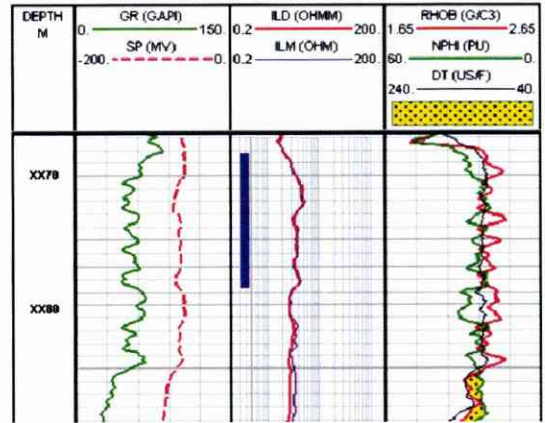 DEPTH
M
GR (GAPI)
0. 150.
SP (MV)
-200. 0.
ILD (OHMM)
0.2 200.
ILM (OHM)
0.2 200.
RHOB (G/C3)
1.65 2.65
NPHI (PU)
60. 0.
DT (US/F)
240. 40.
XX70
XX80